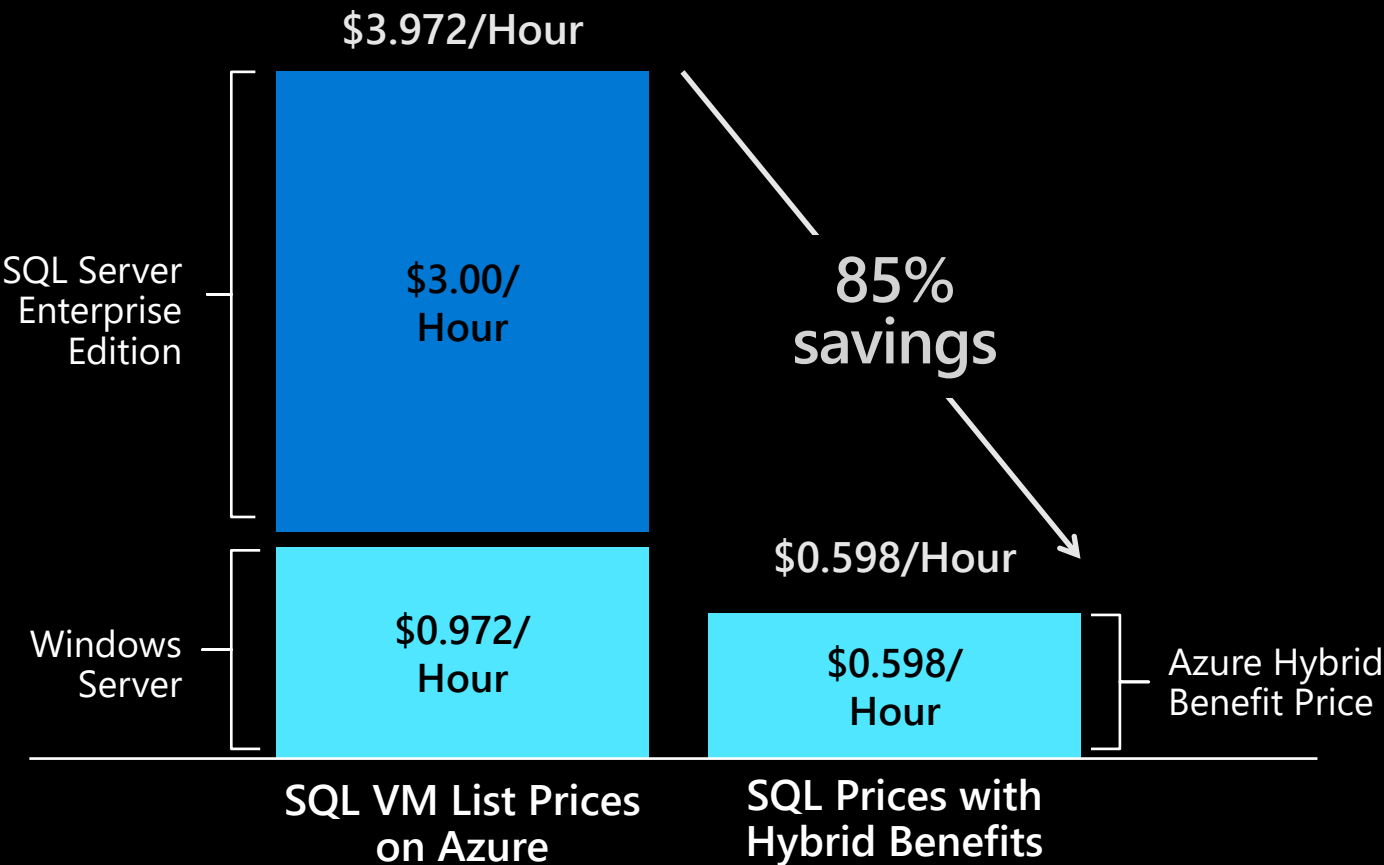 $3.972/Hour
SQL Server
Enterprise
Edition
$3.00/
Hour
85%
savings
$0.598/Hour
Windows
Server
$0.972/
Hour
$0.598/
Hour
Azure Hybrid
Benefit Price
SQL VM List Prices
on Azure
SQL Prices with
Hybrid Benefits